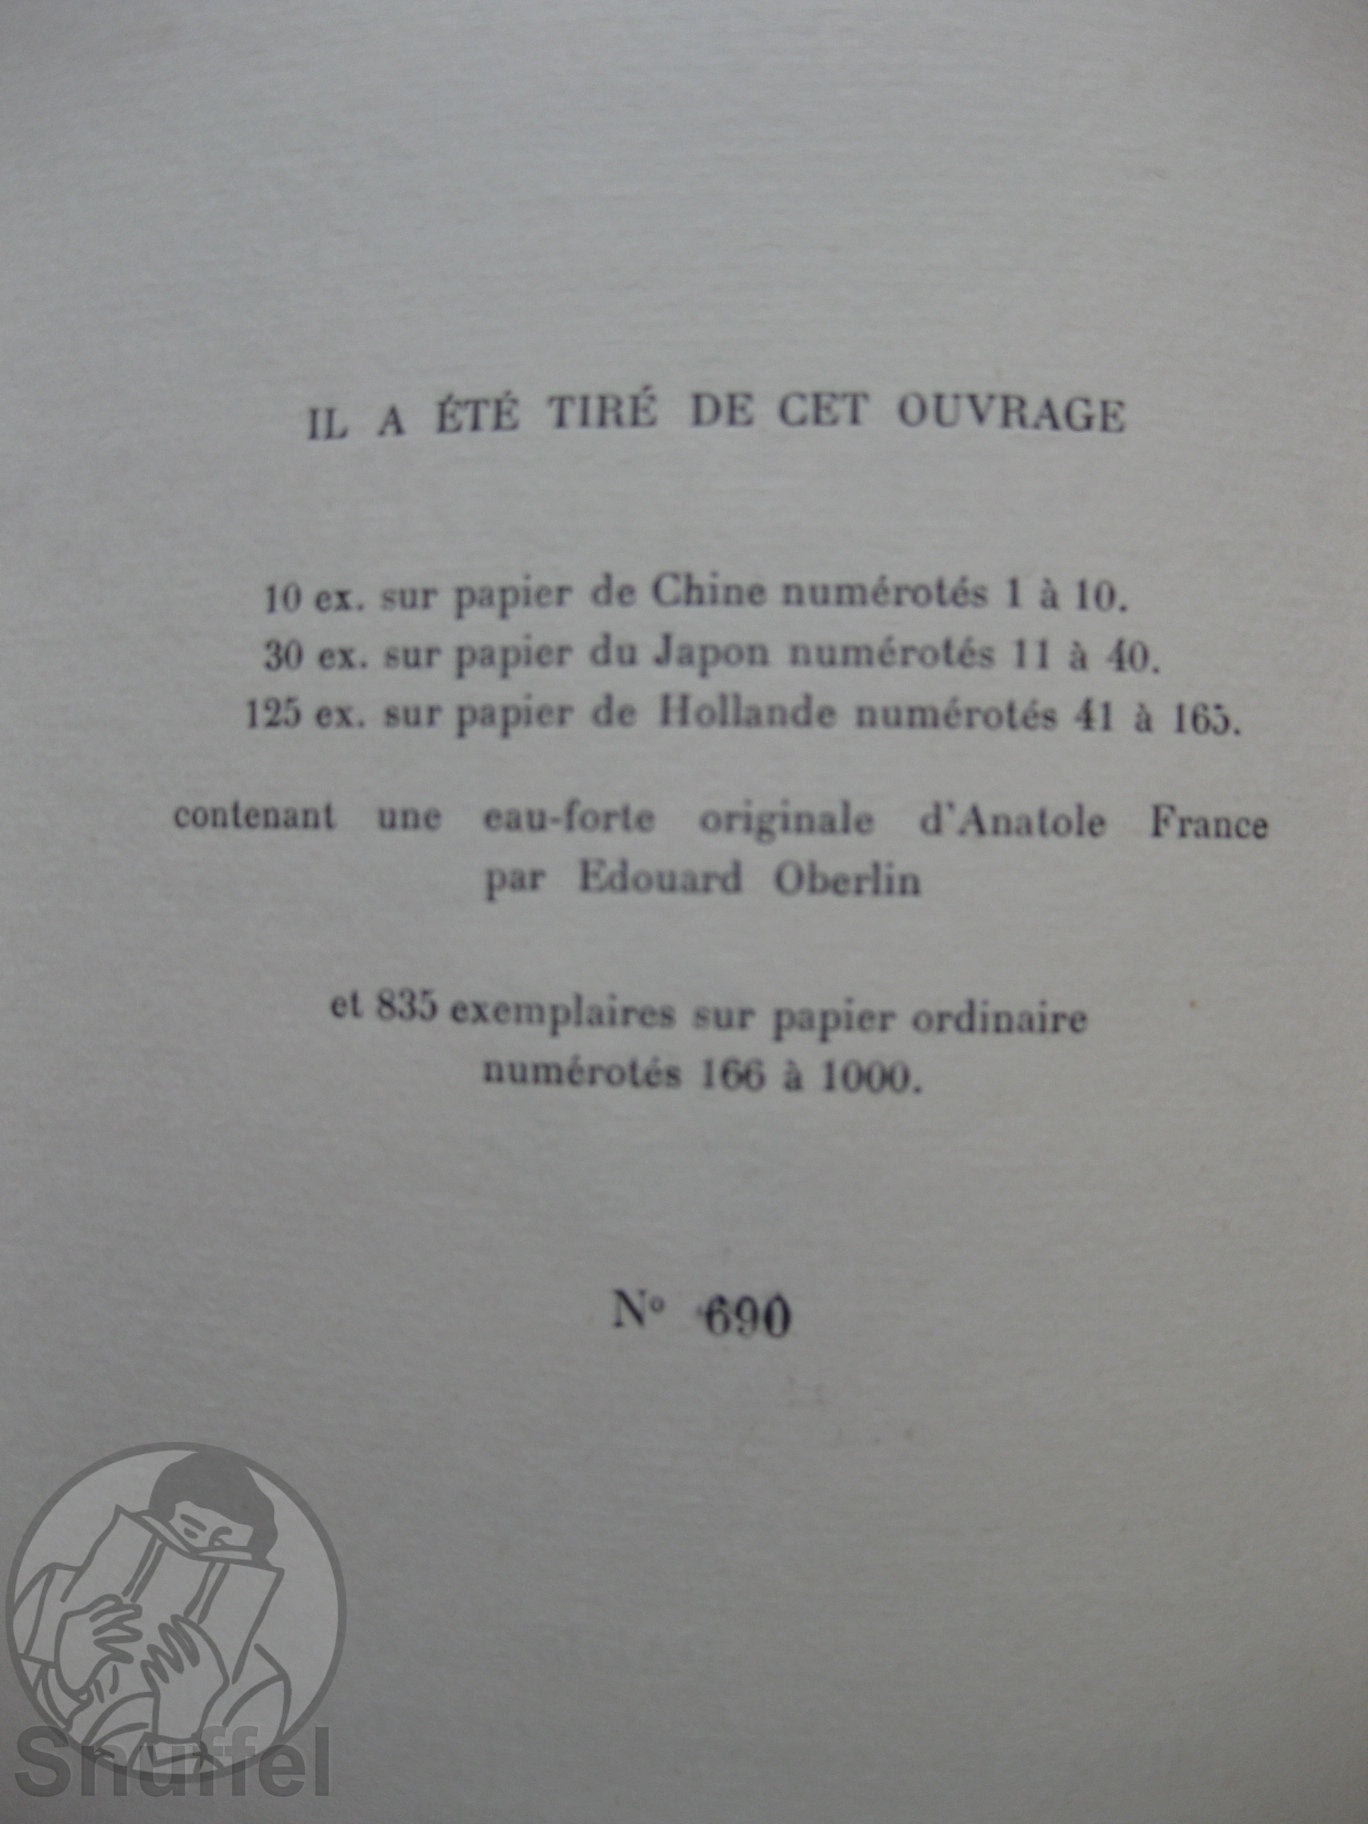 IL A ÉTÉ TIRÉ DE CET OUVRAGE
10 ex. sur papier de Chine numérotés 1 à 10.
30 ex. sur papier du Japon numérotés 11 à 40.
125 ex. sur papier de Hollande numérotés 41 à 165.
contenant une eau-forte originale d'Anatole France
par Edouard Oberlin
et 835 exemplaires sur papier ordinaire
numérotés 166 à 1000.
Nº 690
Snuffel